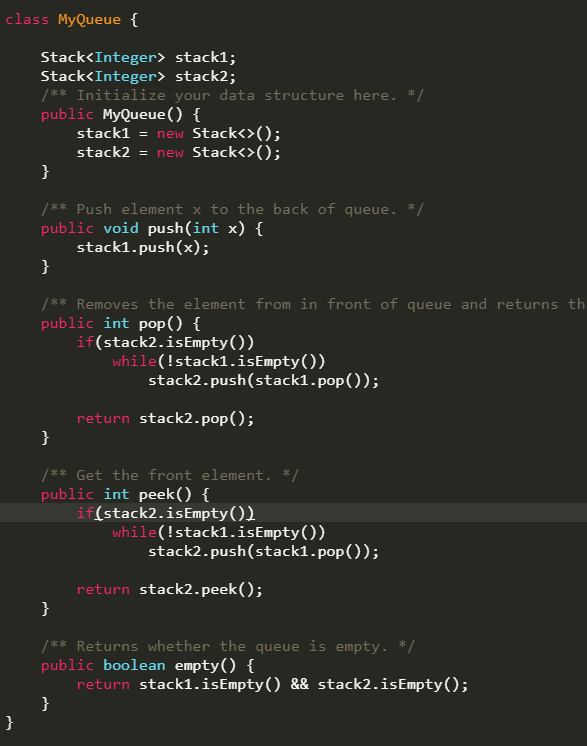 class MyQueue {
    Stack<Integer> stack1;
    Stack<Integer> stack2;
    /** Initialize your data structure here. */
    public MyQueue() {
        stack1 = new Stack<>();
        stack2 = new Stack<>();
    }
    /** Push element x to the back of queue. */
    public void push(int x) {
        stack1.push(x);
    }
    /** Removes the element from in front of queue and returns th
    public int pop() {
        if(stack2.isEmpty())
            while(!stack1.isEmpty())
                stack2.push(stack1.pop());
        return stack2.pop();
    }
    /** Get the front element. */
    public int peek() {
        if(stack2.isEmpty())
            while(!stack1.isEmpty())
                stack2.push(stack1.pop());
        return stack2.peek();
    }
    /** Returns whether the queue is empty. */
    public boolean empty() {
        return stack1.isEmpty() && stack2.isEmpty();
    }
}